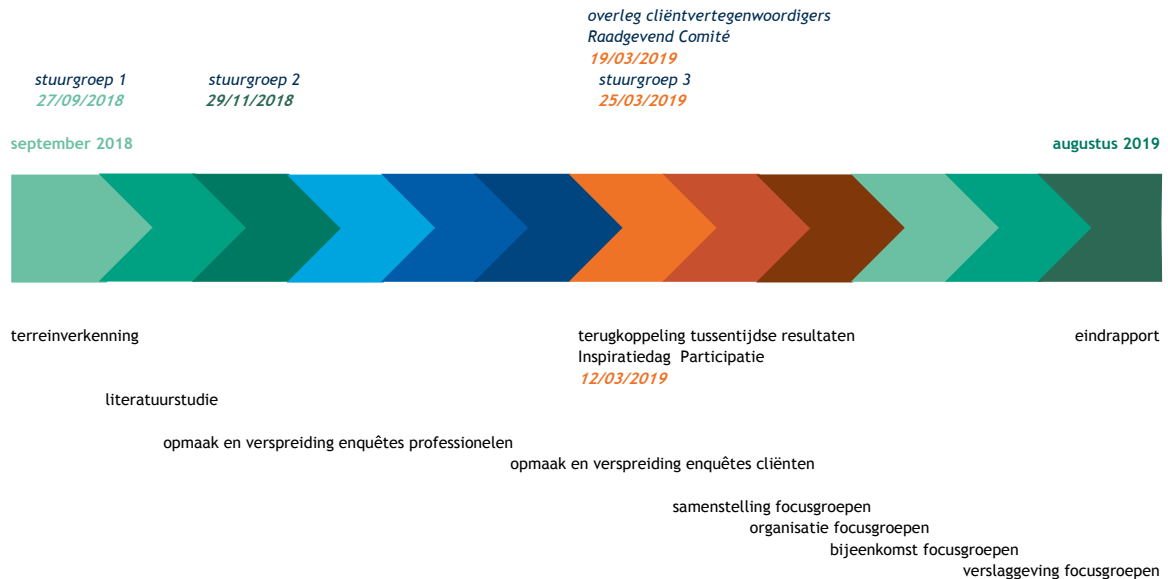 overleg cliëntvertegenwoordigers
Raadgevend Comité
19/03/2019
stuurgroep 1
stuurgroep 2
stuurgroep 3
27/09/2018
29/11/2018
25/03/2019
september 2018
augustus 2019
terreinverkenning
terugkoppeling tussentijdse resultaten
eindrapport
Inspiratiedag Participatie
12/03/2019
literatuurstudie
opmaak en verspreiding enquêtes professionelen
opmaak en verspreiding enquêtes cliënten
samenstelling focusgroepen
organisatie focusgroepen
bijeenkomst focusgroepen
verslaggeving focusgroepen